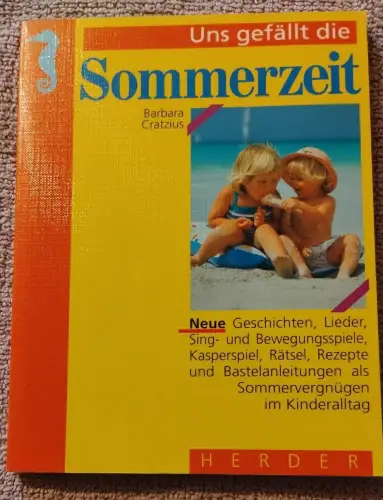 Uns gefällt die
Sommerzeit
Barbara
Cratzius
Neue Geschichten, Lieder,
Sing- und Bewegungsspiele,
Kasperspiel, Rätsel, Rezepte
und Bastelanleitungen als
Sommervergnügen
im Kinderalltag
HERDER